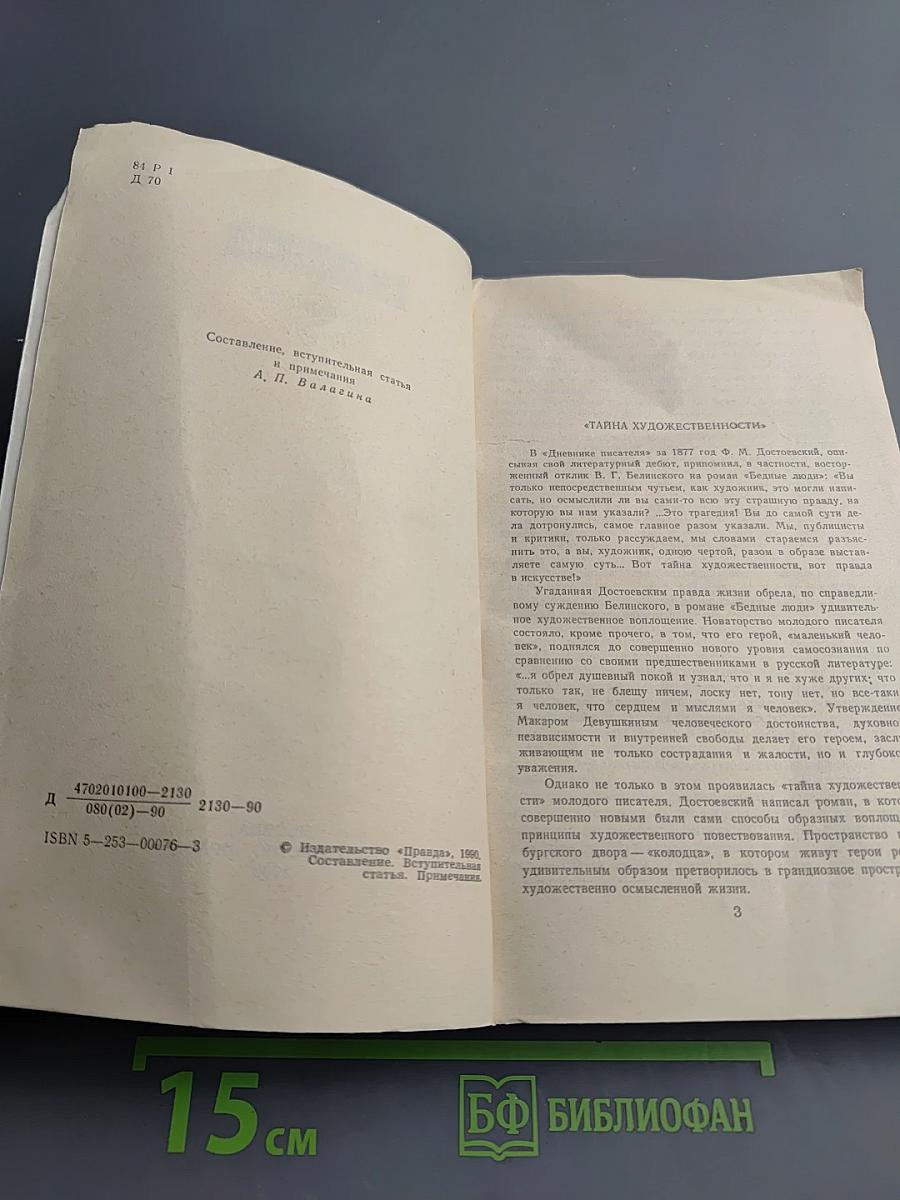 84 Р 1
Д 70
Составление, вступительная статья
и примечания
А. П. Валагина
Д 4702010100—2130
080(02)—90
2130—90
ISBN 5—253—00076—3
© Издательство «Правда», 1990.
Составление. Вступительная
статья. Примечания.
«ТАЙНА ХУДОЖЕСТВЕННОСТИ»
В «Дневнике писателя» за 1877 год Ф. М. Достоевский, опи-
сывая свой литературный дебют, припомнил, в частности, востор-
женный отклик В. Г. Белинского на роман «Бедные люди»: «Вы
только непосредственным чутьем, как художник, это могли напи-
сать, но осмыслили ли вы сами-то всю эту страшную правду, на
которую вы нам указали? ...Это трагедия! Вы до самой сути де-
ла дотронулись, самое главное разом указали. Мы, публицисты
и критики, только рассуждаем, мы словами стараемся разъяс-
нить это, а вы, художник, одною чертой, разом в образе выстав-
ляете самую суть... Вот тайна художественности, вот правда
в искусстве!»
Угаданная Достоевским правда жизни обрела, по справедли-
вому суждению Белинского, в романе «Бедные люди» удивитель-
ное художественное воплощение. Новаторство молодого писателя
состояло, кроме прочего, в том, что его герой, «маленький чело-
век», поднялся до совершенно нового уровня самосознания по
сравнению со своими предшественниками в русской литературе:
«...я обрел душевный покой и узнал, что и я не хуже других; что
только так, не блещу ничем, лоску нет, тону нет, но все-таки
я человек, что сердцем и мыслями я человек». Утверждение
Макаром Девушкиным человеческого достоинства, духовно
независимости и внутренней свободы делает его героем, заслу
живающим не только сострадания и жалости, но и глубоко
уважения.
Однако не только в этом проявилась «тайна художествен
сти» молодого писателя. Достоевский написал роман, в кото
совершенно новыми были сами способы образных воплощ
принципы художественного повествования. Пространство
бургского двора — «колодца», в котором живут герои ро
удивительным образом претворилось в грандиозное простр
художественно осмысленной жизни.
3
15 см
БФ БИБЛИОФАН